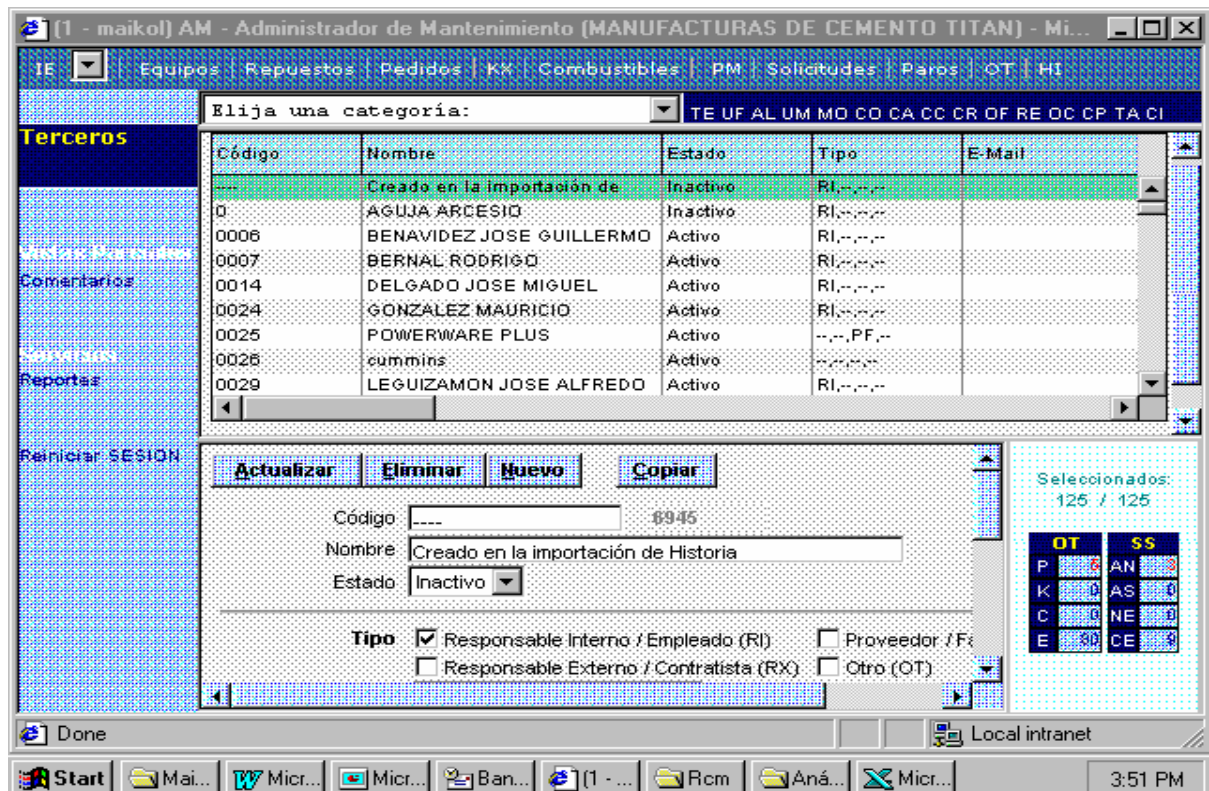 (1 - maikol) AM - Administrador de Mantenimiento (MANUFACTURAS DE CEMENTO TITAN) - Mi...
IE Equipos Repuestos Pedidos KX Combustibles PM Solicitudes Paros OT HI
Elija una categoría: TE UF AL UM MO CO CA CC CR OF RE OC CP TA CI
Terceros
Código Nombre Estado Tipo E-Mail
---- Creado en la importación de Inactivo RI,--,--,--
0 AGUJA ARCESIO Inactivo RI,--,--,--
0006 BENAVIDEZ JOSE GUILLERMO Activo RI,--,--,--
0007 BERNAL RODRIGO Activo RI,--,--,--
0014 DELGADO JOSE MIGUEL Activo RI,--,--,--
0024 GONZALEZ MAURICIO Activo RI,--,--,--
0025 POWERWARE PLUS Activo --,--,PF,--
0026 cummins Activo --,--,--,--
0029 LEGUIZAMON JOSE ALFREDO Activo RI,--,--,--
Comentarios
Reportes
Reiniciar SESION
Actualizar Eliminar Nuevo Copiar
Código ---- 6945
Nombre Creado en la importación de Historia
Estado Inactivo
Tipo Responsable Interno / Empleado (RI) Proveedor / Fa
Responsable Externo / Contratista (RX) Otro (OT)
Seleccionados:
125 / 125
OT SS
P AN
K 0 AS 0
C 0 NE 0
E 80 CE 9
Done Local intranet
Start Mai... Micr... Micr... Ban... (1 - ... Rcm Aná... Micr... 3:51 PM